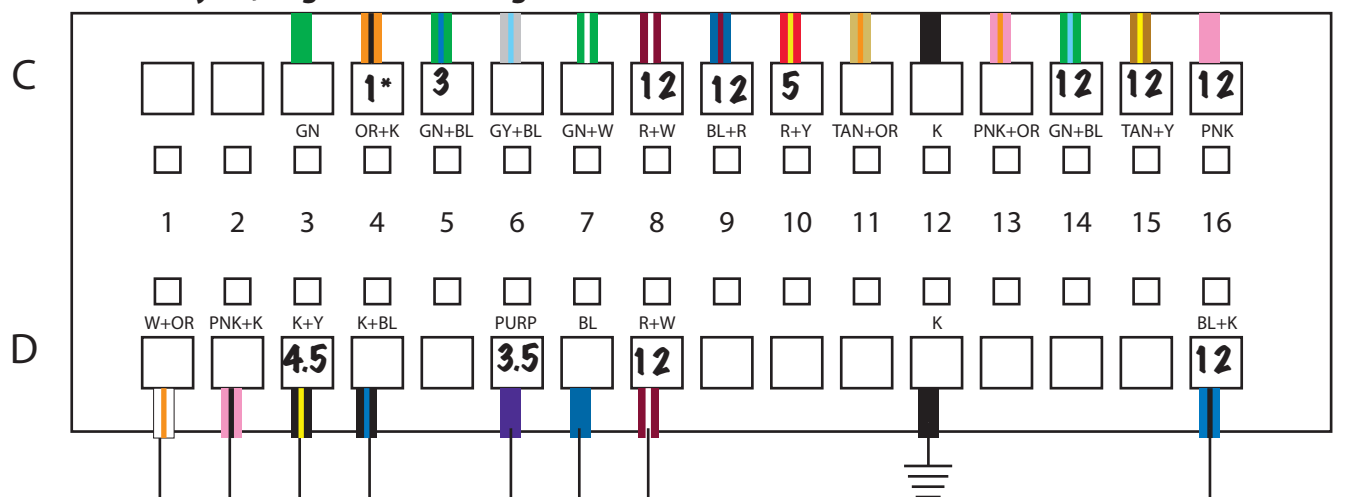 C
1* 3 12 12 5 12 12 12
GN OR+K GN+BL GY+BL GN+W R+W BL+R R+Y TAN+OR K PNK+OR GN+BL TAN+Y PNK
1 2 3 4 5 6 7 8 9 10 11 12 13 14 15 16
W+OR PNK+K K+Y K+BL PURP BL R+W K BL+K
D
4.5 3.5 12 12